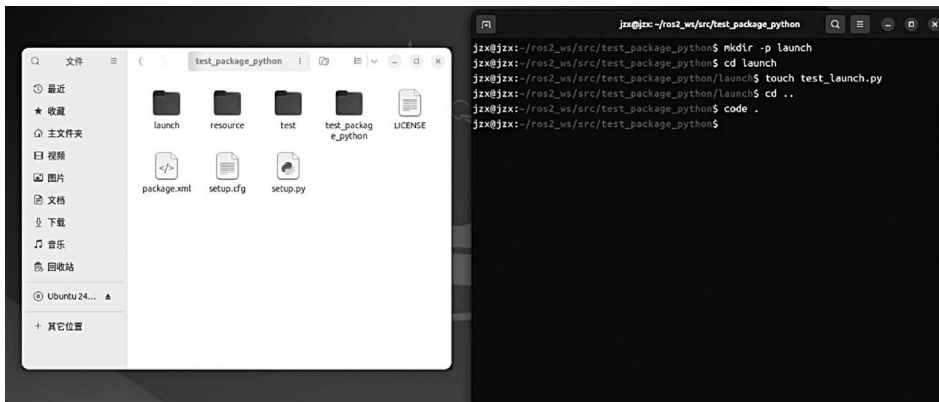 文件
test_package_python
最近
收藏
主文件夹
视频
图片
文档
下载
音乐
回收站
Ubuntu 24...
+ 其它位置
launch
resource
test
test_packag
e_python
LICENSE
package.xml
setup.cfg
setup.py
jzx@jzx: ~/ros2_ws/src/test_package_python
jzx@jzx:~/ros2_ws/src/test_package_python$ mkdir -p launch
jzx@jzx:~/ros2_ws/src/test_package_python$ cd launch
jzx@jzx:~/ros2_ws/src/test_package_python/launch$ touch test_launch.py
jzx@jzx:~/ros2_ws/src/test_package_python/launch$ cd ..
jzx@jzx:~/ros2_ws/src/test_package_python$ code .
jzx@jzx:~/ros2_ws/src/test_package_python$